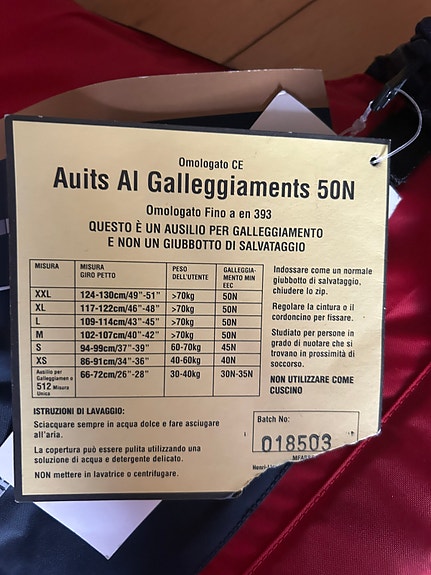 Omologato CE
Auits Al Galleggiaments 50N
Omologato Fino a en 393
QUESTO È UN AUSILIO PER GALLEGGIAMENTO
E NON UN GIUBBOTTO DI SALVATAGGIO
MISURA MISURA GIRO PETTO PESO DELL'UTENTE GALLEGGIA-MENTO MIN EEC
XXL 124-130cm/49"-51" >70kg 50N
XL 117-122cm/46"-48" >70kg 50N
L 109-114cm/43"-45" >70kg 50N
M 102-107cm/40"-42" >70kg 50N
S 94-99cm/37"-39" 60-70kg 45N
XS 86-91cm/34"-36" 40-60kg 40N
Ausilio per Galleggiamen o 512 Misura Unica 66-72cm/26"-28" 30-40kg 30N-35N
Indossare come un normale
giubbotto di salvataggio,
chiudere lo zip.
Regolare la cintura o il
cordoncino per fissare.
Studiato per persone in
grado di nuotare che si
trovano in prossimità di
soccorso.
NON UTILIZZARE COME
CUSCINO
ISTRUZIONI DI LAVAGGIO:
Sciacquare sempre in acqua dolce e fare asciugare
all'aria.
La copertura può essere pulita utilizzando una
soluzione di acqua e detergente delicato.
NON mettere in lavatrice o centrifugare.
Batch No:
018503